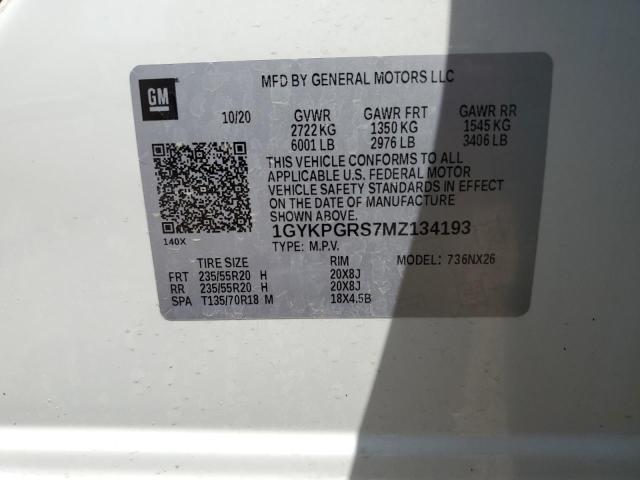 GM
MFD BY GENERAL MOTORS LLC
10/20 GVWR GAWR FRT GAWR RR
2722 KG 1350 KG 1545 KG
6001 LB 2976 LB 3406 LB
THIS VEHICLE CONFORMS TO ALL
APPLICABLE U.S. FEDERAL MOTOR
VEHICLE SAFETY STANDARDS IN EFFECT
ON THE DATE OF MANUFACTURE
SHOWN ABOVE.
140X
1GYKPGRS7MZ134193
TYPE: M.P.V. MODEL: 736NX26
TIRE SIZE RIM
FRT 235/55R20 H 20X8J
RR 235/55R20 H 20X8J
SPA T135/70R18 M 18X4.5B